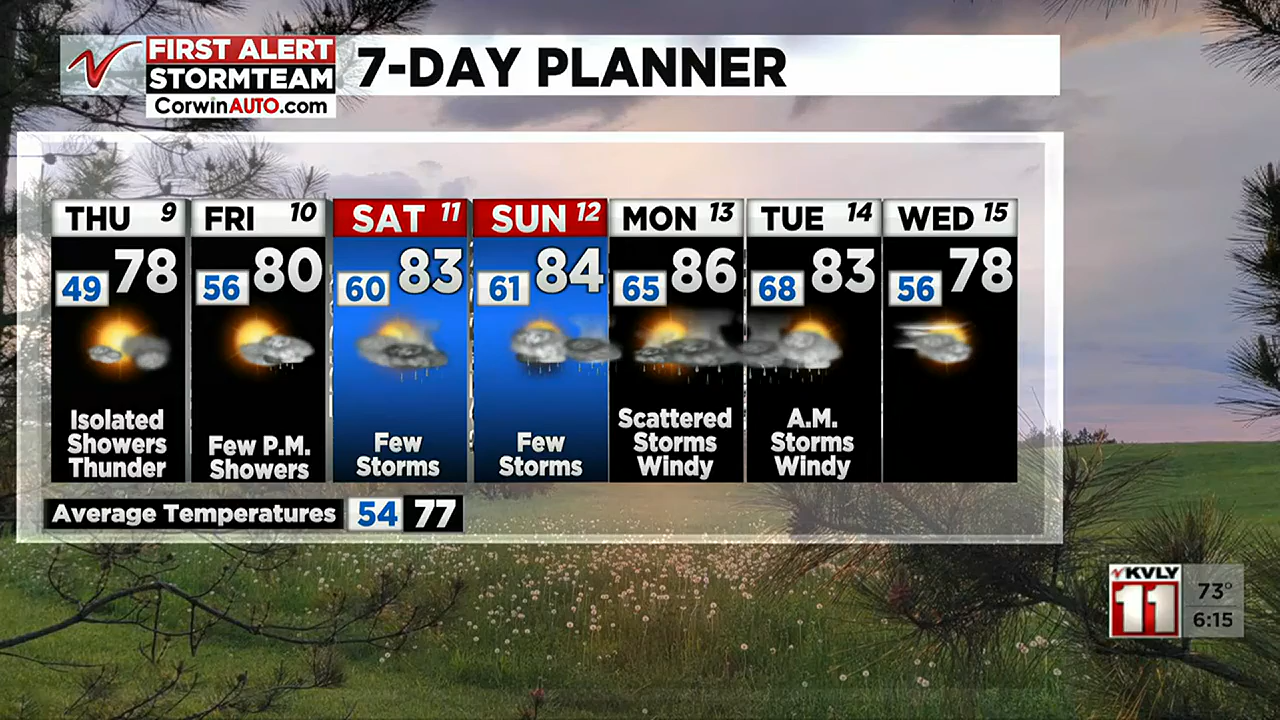 FIRST ALERT
STORMTEAM
CorwinAUTO.com
7-DAY PLANNER
THU 9
49 78
Isolated
Showers
Thunder
FRI 10
56 80
Few P.M.
Showers
SAT 11
60 83
Few
Storms
SUN 12
61 84
Few
Storms
MON 13
65 86
Scattered
Storms
Windy
TUE 14
68 83
A.M.
Storms
Windy
WED 15
56 78
Average Temperatures 54 77
KVLY
11
73°
6:15